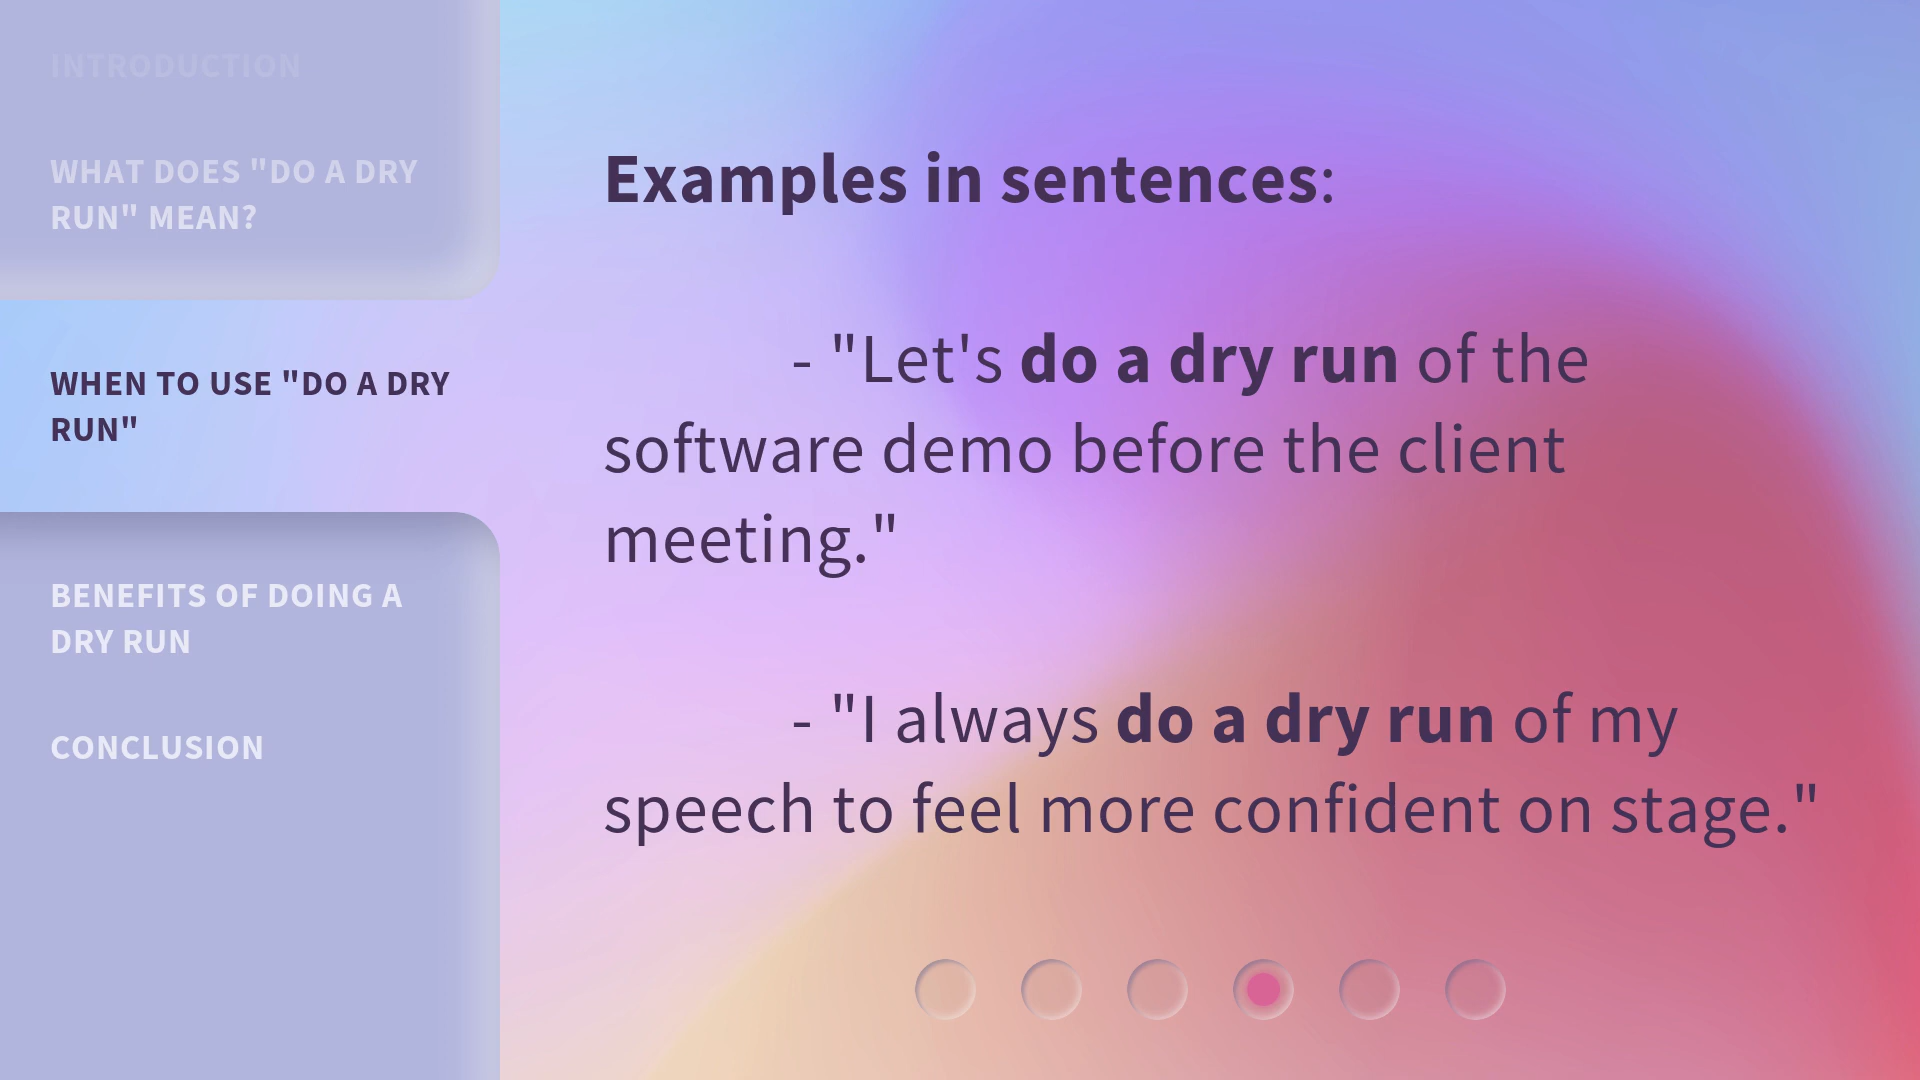 INTRODUCTION
WHAT DOES "DO A DRY
RUN" MEAN?
WHEN TO USE "DO A DRY
RUN"
BENEFITS OF DOING A
DRY RUN
CONCLUSION
Examples in sentences:
- "Let's do a dry run of the
software demo before the client
meeting."
- "I always do a dry run of my
speech to feel more confident on stage."